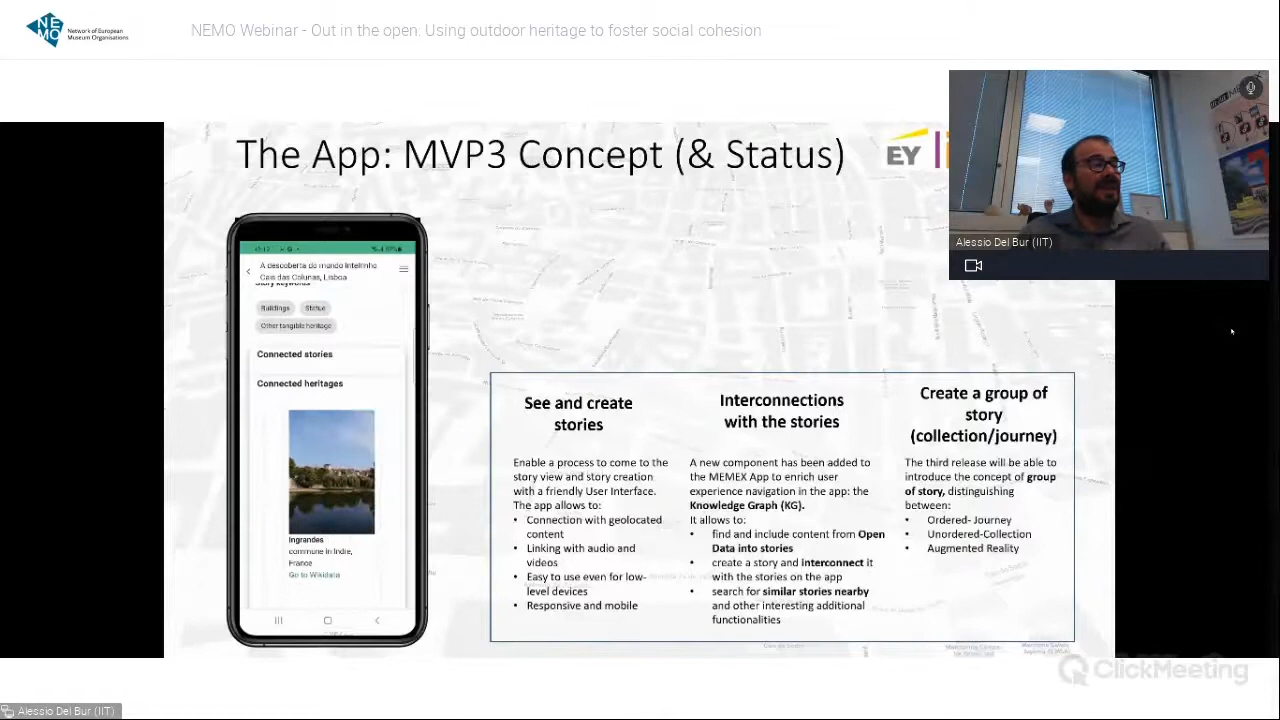 NE
MO
Network of European
Museum Organisations
NEMO Webinar - Out in the open: Using outdoor heritage to foster social cohesion
The App: MVP3 Concept (& Status)
EY
Alessio Del Bur (IIT)
A descoberta do mundo Inteirinho
Cais das Colunas, Lisboa
Story keywords
Buildings
Statue
Other tangible heritage
Connected stories
Connected heritages
Ingrandes
commune in Indre,
France
Go to Wikidata
See and create
stories
Enable a process to come to the
story view and story creation
with a friendly User Interface.
The app allows to:
• Connection with geolocated
content
• Linking with audio and
videos
• Easy to use even for low-
level devices
• Responsive and mobile
Interconnections
with the stories
A new component has been added to
the MEMEX App to enrich user
experience navigation in the app: the
Knowledge Graph (KG).
It allows to:
• find and include content from Open
Data into stories
• create a story and interconnect it
with the stories on the app
• search for similar stories nearby
and other interesting additional
functionalities
Create a group of
story
(collection/journey)
The third release will be able to
introduce the concept of group
of story, distinguishing
between:
• Ordered- Journey
• Unordered-Collection
• Augmented Reality
ClickMeeting
Alessio Del Bur (IIT)